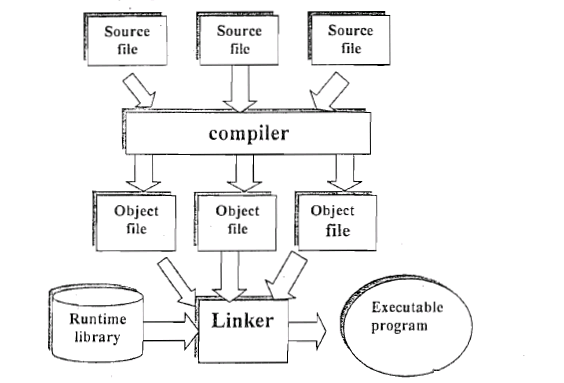 Source
file
Source
file
Source
file
compiler
Object
file
Object
file
Object
file
Runtime
library
Linker
Executable
program